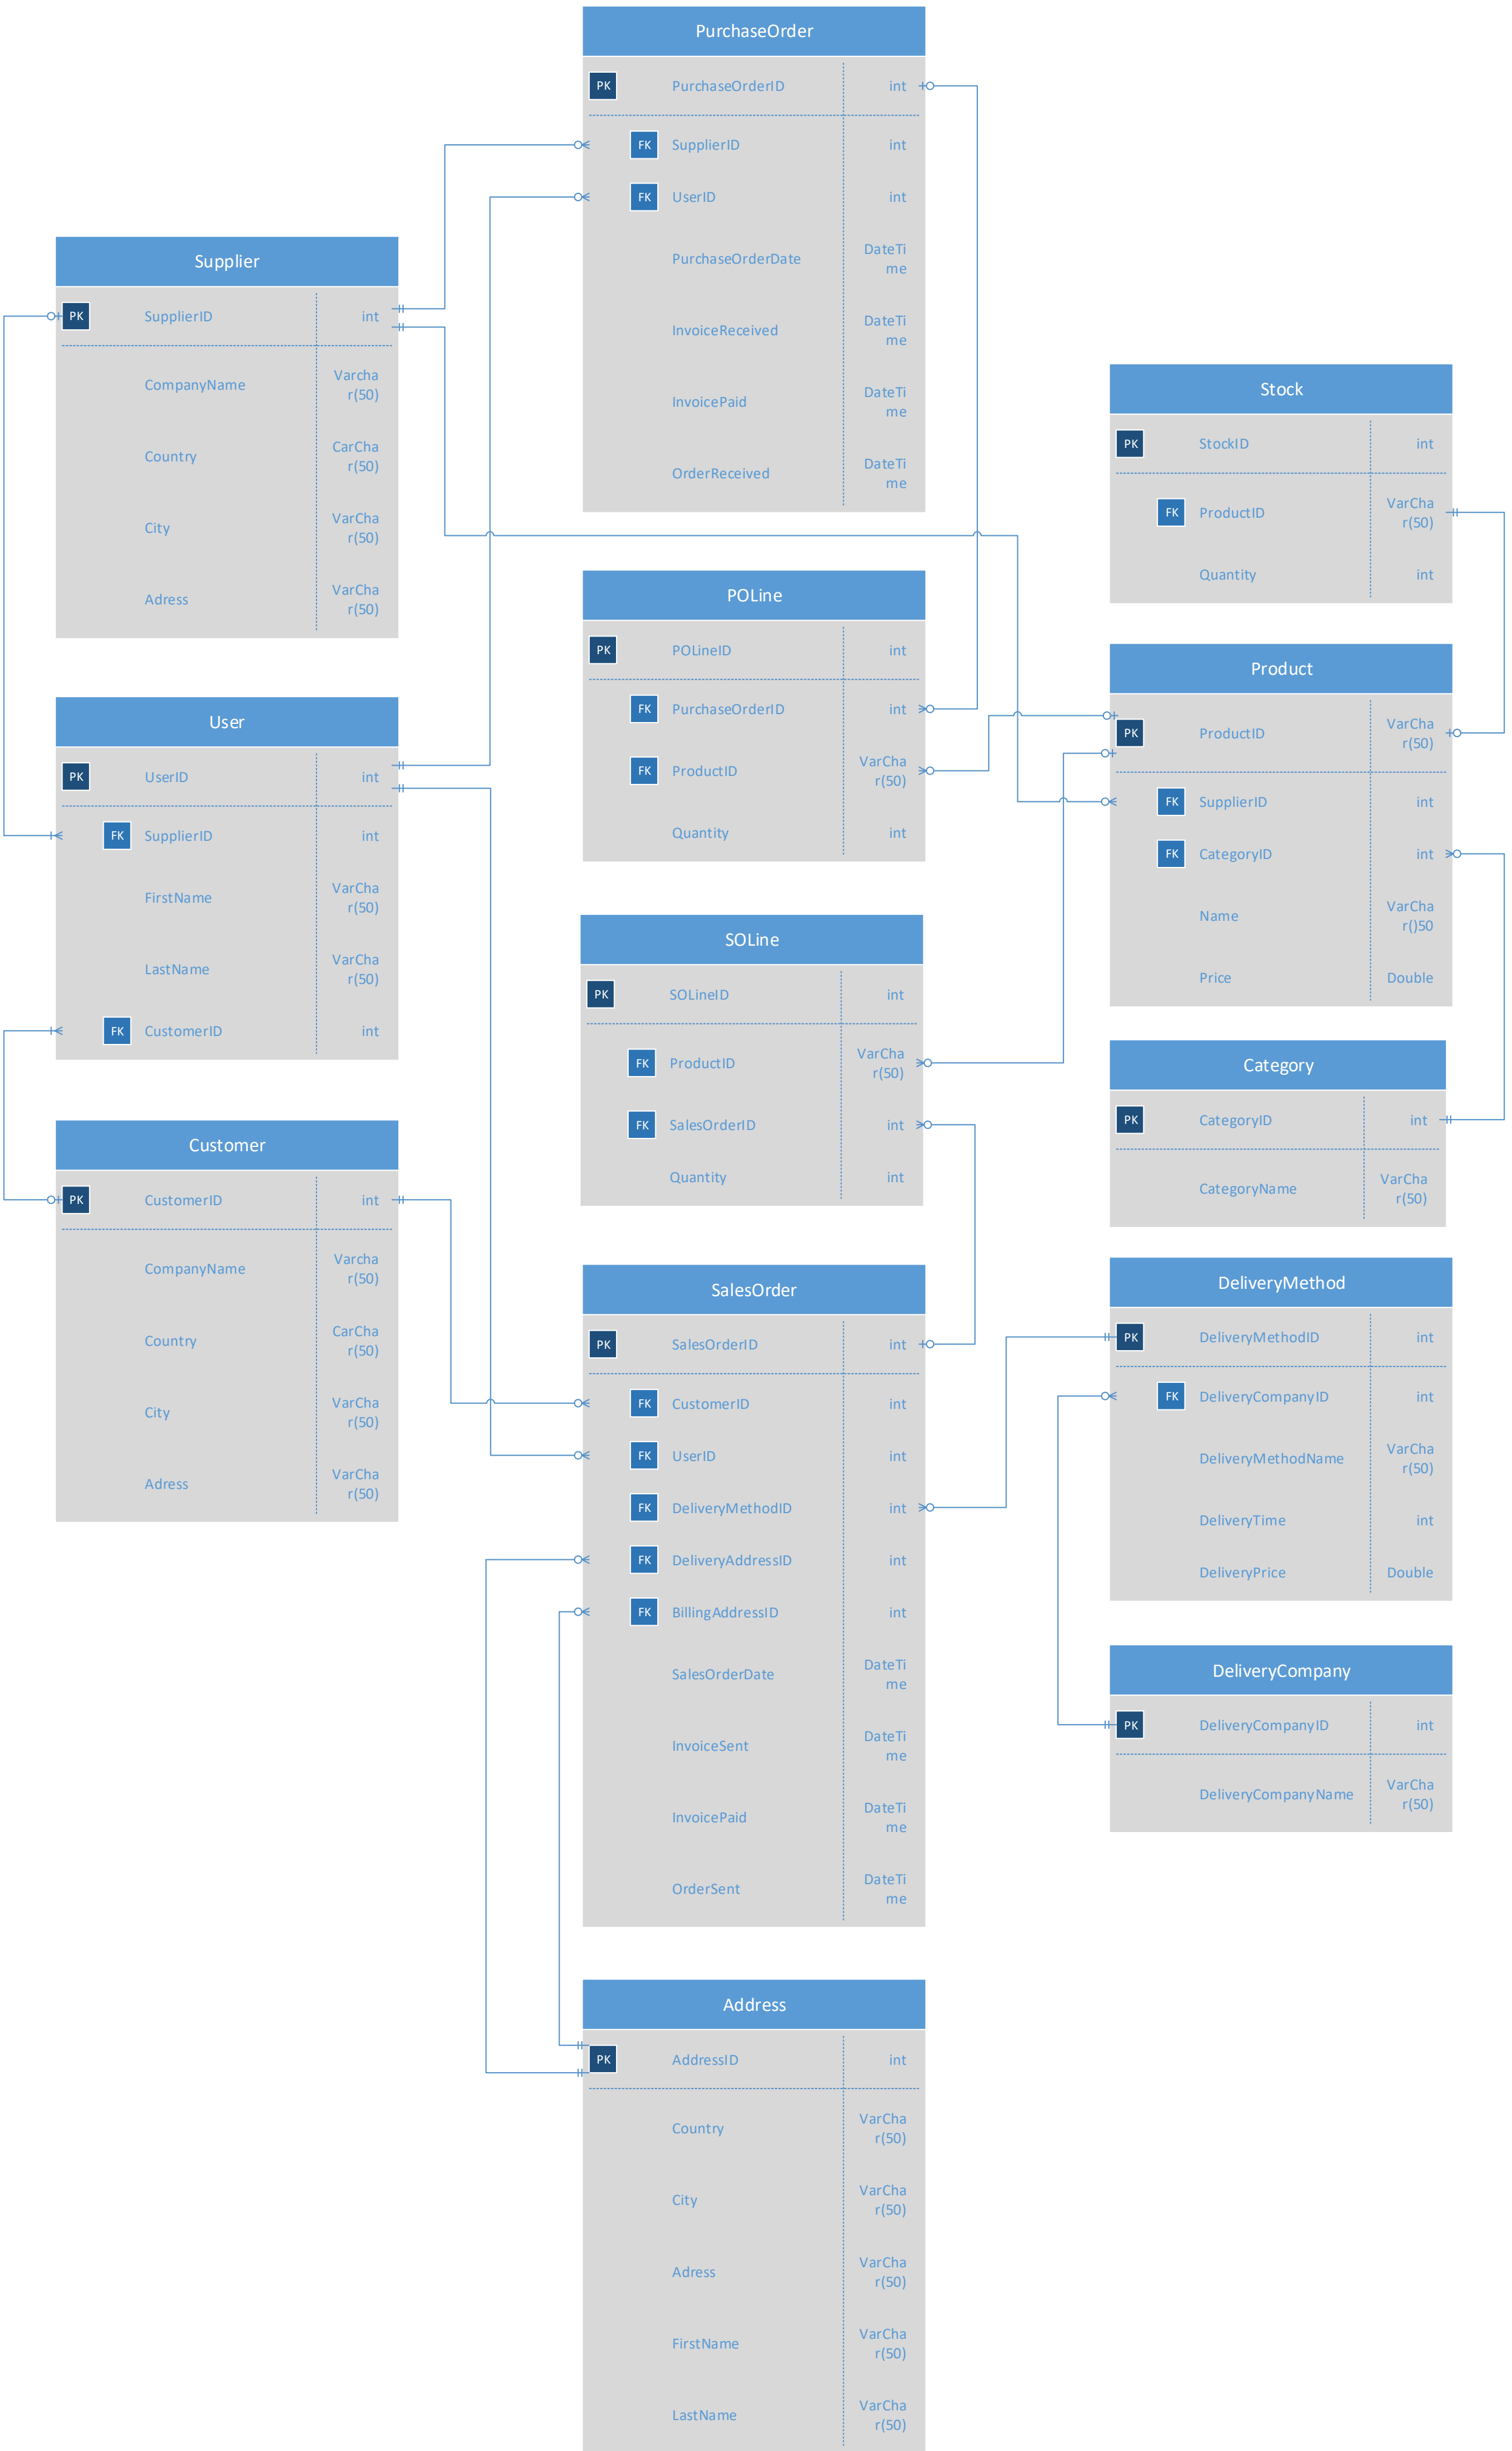 PurchaseOrder
PK PurchaseOrderID int
FK SupplierID int
FK UserID int
PurchaseOrderDate DateTi
me
InvoiceReceived DateTi
me
InvoicePaid DateTi
me
OrderReceived DateTi
me
Supplier
PK SupplierID int
CompanyName Varcha
r(50)
Country CarCha
r(50)
City VarCha
r(50)
Adress VarCha
r(50)
Stock
PK StockID int
FK ProductID VarCha
r(50)
Quantity int
POLine
PK POLineID int
FK PurchaseOrderID int
FK ProductID VarCha
r(50)
Quantity int
Product
PK ProductID VarCha
r(50)
FK SupplierID int
FK CategoryID int
Name VarCha
r()50
Price Double
User
PK UserID int
FK SupplierID int
FirstName VarCha
r(50)
LastName VarCha
r(50)
FK CustomerID int
SOLine
PK SOLineID int
FK ProductID VarCha
r(50)
FK SalesOrderID int
Quantity int
Category
PK CategoryID int
CategoryName VarCha
r(50)
Customer
PK CustomerID int
CompanyName Varcha
r(50)
Country CarCha
r(50)
City VarCha
r(50)
Adress VarCha
r(50)
SalesOrder
PK SalesOrderID int
FK CustomerID int
FK UserID int
FK DeliveryMethodID int
FK DeliveryAddressID int
FK BillingAddressID int
SalesOrderDate DateTi
me
InvoiceSent DateTi
me
InvoicePaid DateTi
me
OrderSent DateTi
me
DeliveryMethod
PK DeliveryMethodID int
FK DeliveryCompanyID int
DeliveryMethodName VarCha
r(50)
DeliveryTime int
DeliveryPrice Double
DeliveryCompany
PK DeliveryCompanyID int
DeliveryCompanyName VarCha
r(50)
Address
PK AddressID int
Country VarCha
r(50)
City VarCha
r(50)
Adress VarCha
r(50)
FirstName VarCha
r(50)
LastName VarCha
r(50)